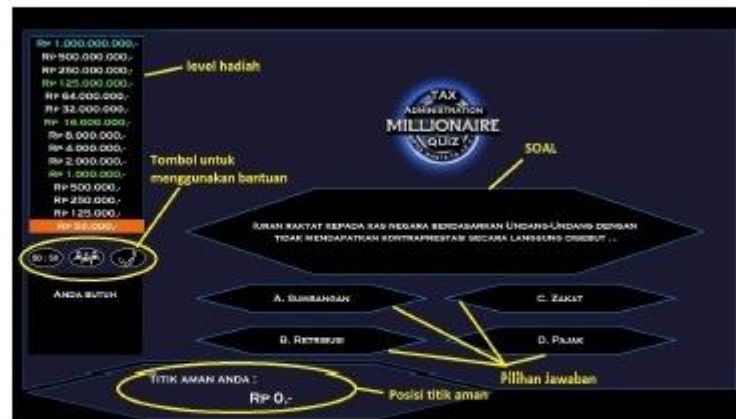 Rp 1.000.000.000,-
Rp 500.000.000,-
Rp 250.000.000,-
Rp 125.000.000,-
Rp 64.000.000,-
Rp 32.000.000,-
Rp 16.000.000,-
Rp 8.000.000,-
Rp 4.000.000,-
Rp 2.000.000,-
Rp 1.000.000,-
Rp 500.000,-
Rp 250.000,-
Rp 125.000,-
Rp 50.000,-
level hadiah
Tombol untuk
menggunakan bantuan
50 : 50
Anda butuh
TAX
Administration
MILLIONAIRE
QUIZ
SOAL
Iuran rakyat kepada kas negara berdasarkan Undang-Undang dengan
tidak mendapatkan kontraprestasi secara langsung disebut ...
A. Sumbangan
C. Zakat
B. Retribusi
D. Pajak
Pilihan Jawaban
Titik aman anda :
Rp 0,-
Posisi titik aman